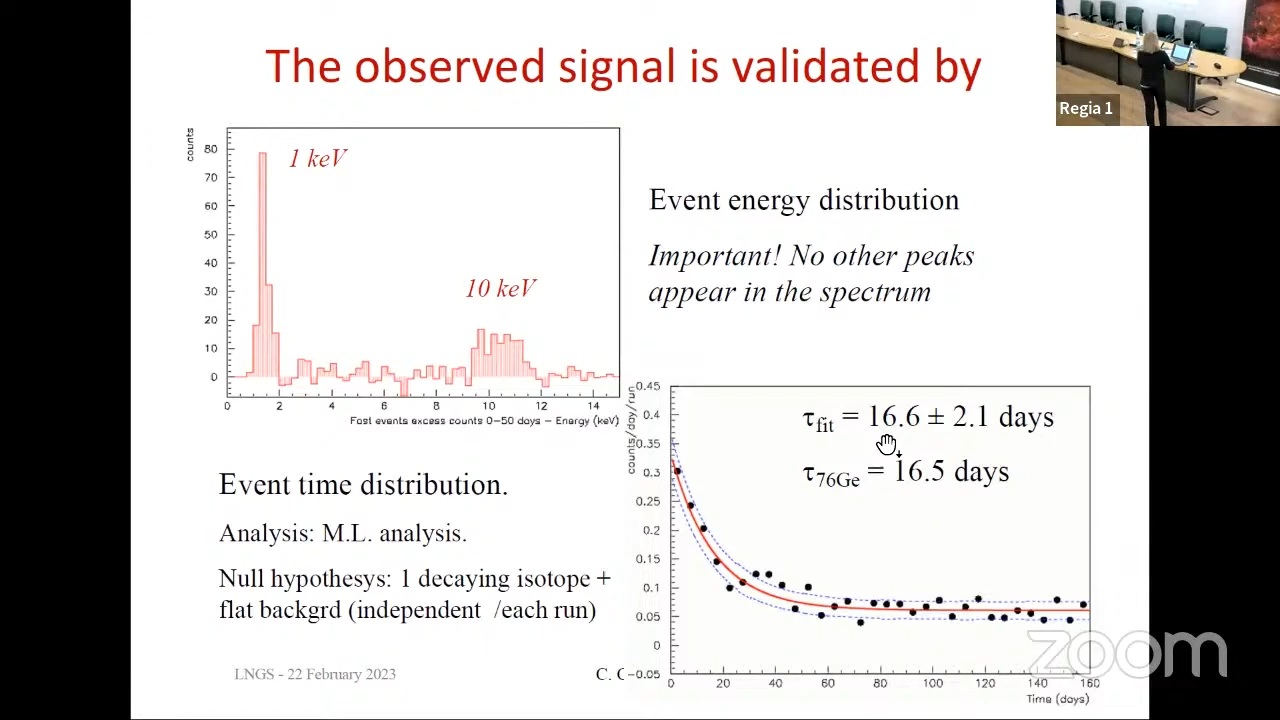 The observed signal is validated by
Regia 1
counts
80
70
60
50
40
30
20
10
0
1 keV
10 keV
0 2 4 6 8 10 12 14
Fast events excess counts 0-50 days - Energy (keV)
Event energy distribution
Important! No other peaks
appear in the spectrum
Event time distribution.
Analysis: M.L. analysis.
Null hypothesys: 1 decaying isotope +
flat backgrd (independent /each run)
counts/day/run
0.45
0.4
0.35
0.3
0.25
0.2
0.15
0.1
0.05
0
-0.05
τfit = 16.6 ± 2.1 days
τ76Ge = 16.5 days
0 20 40 60 80 100 120 140 160
Time (days)
LNGS - 22 February 2023
C. C
zoom